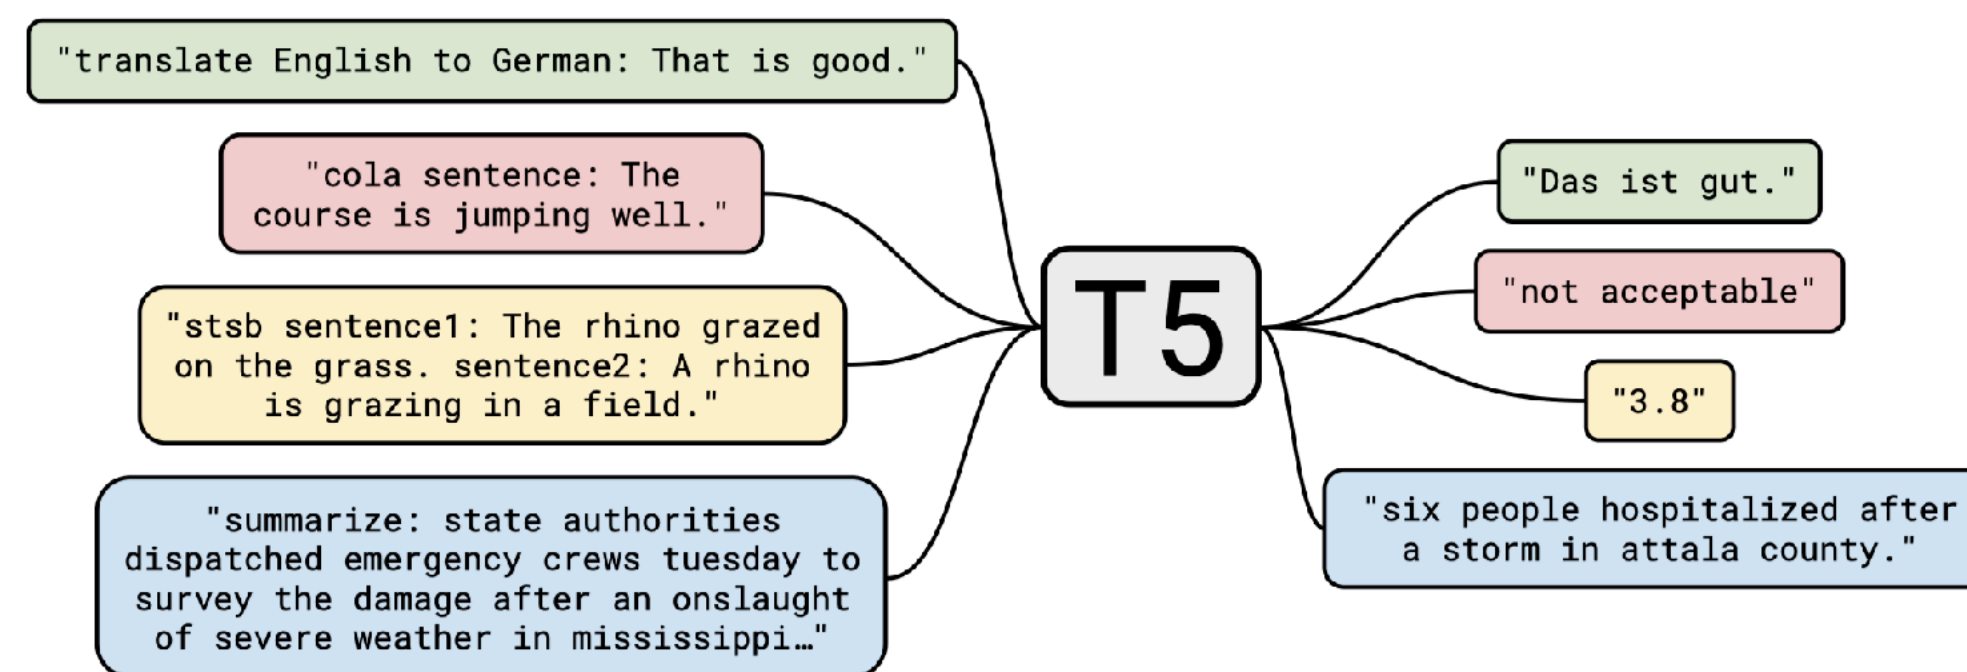 "translate English to German: That is good."
"cola sentence: The
course is jumping well."
"stsb sentence1: The rhino grazed
on the grass. sentence2: A rhino
is grazing in a field."
"summarize: state authorities
dispatched emergency crews tuesday to
survey the damage after an onslaught
of severe weather in mississippi…"
T5
"Das ist gut."
"not acceptable"
"3.8"
"six people hospitalized after
a storm in attala county."